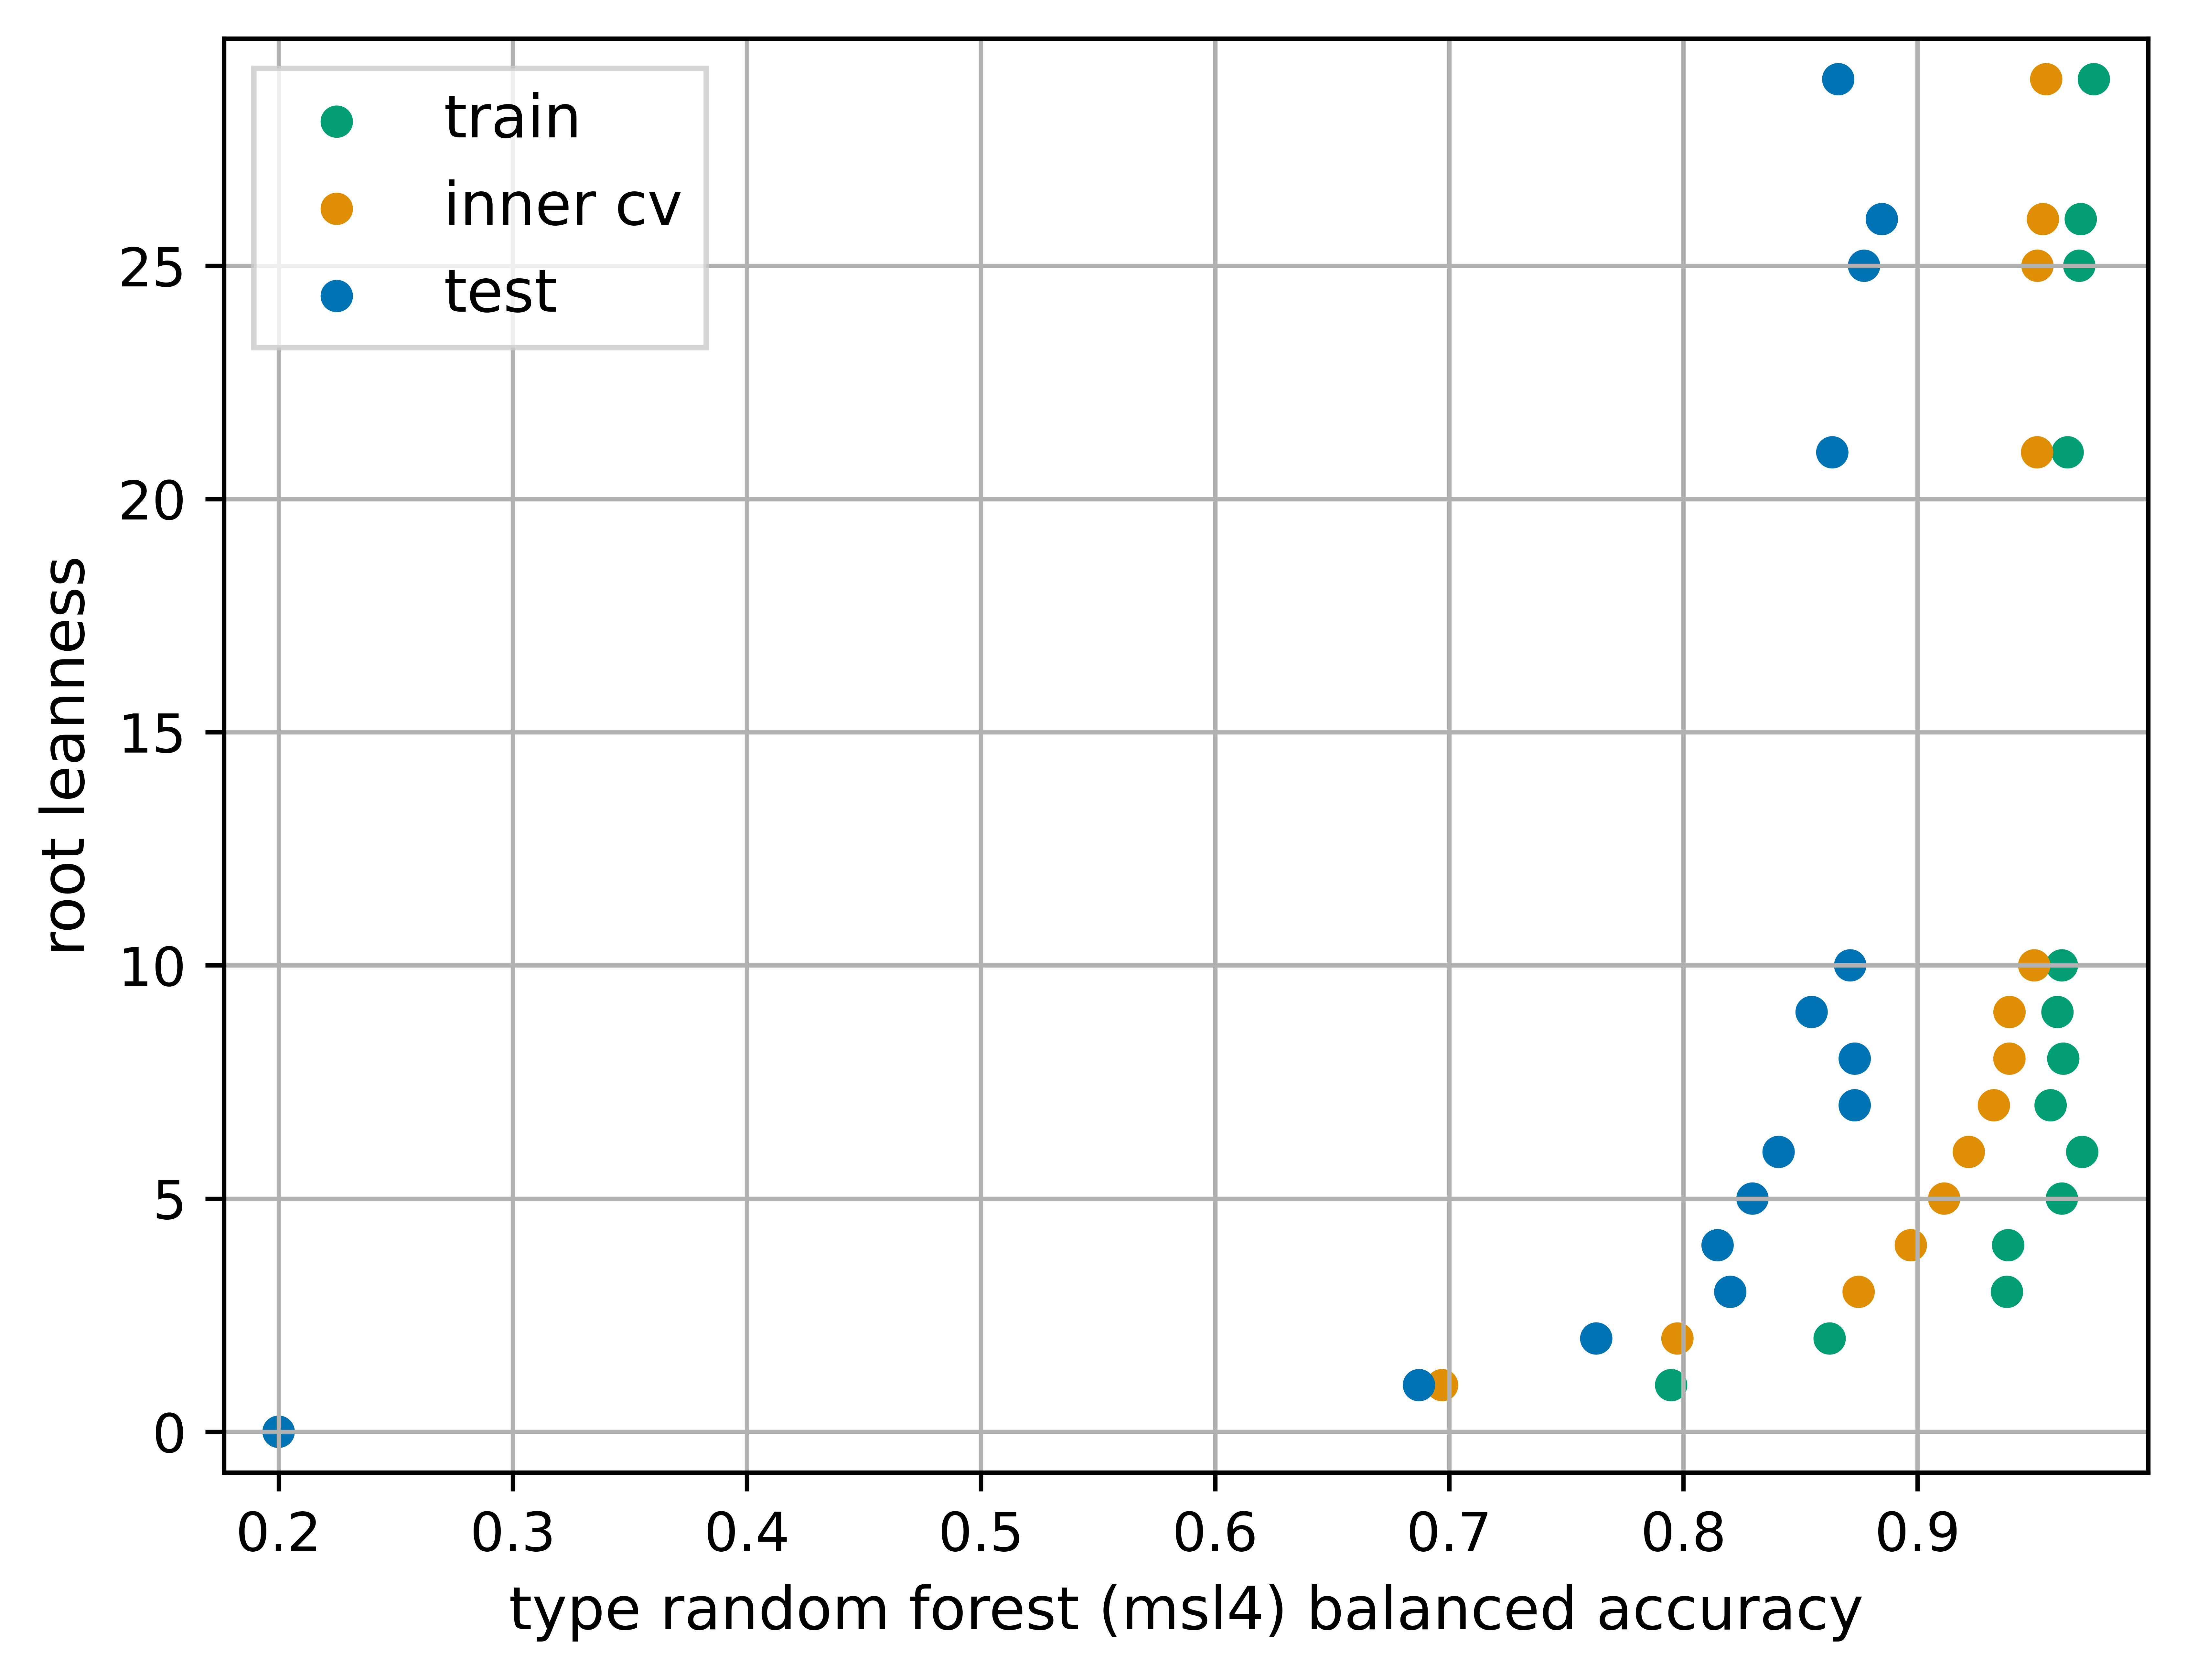 train
inner cv
test
25
20
15
10
5
0
root leanness
0.2 0.3 0.4 0.5 0.6 0.7 0.8 0.9
type random forest (msl4) balanced accuracy